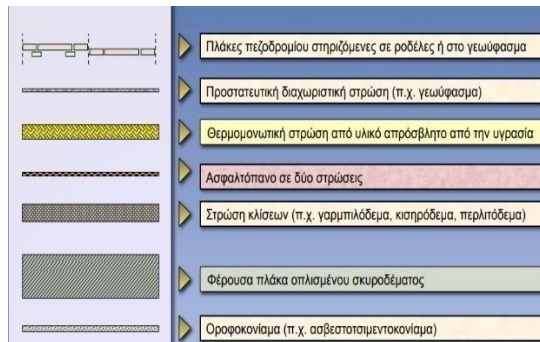 Πλάκες πεζοδρομίου στηριζόμενες σε ροδέλες ή στο γεωύφασμα
Προστατευτική διαχωριστική στρώση (π.χ. γεωύφασμα)
Θερμομονωτική στρώση από υλικό απρόσβλητο από την υγρασία
Ασφαλτόπανο σε δύο στρώσεις
Στρώση κλίσεων (π.χ. γαρμπιλόδεμα, κισηρόδεμα, περλιτόδεμα)
Φέρουσα πλάκα οπλισμένου σκυροδέματος
Οροφοκονίαμα (π.χ. ασβεστοτσιμεντοκονίαμα)